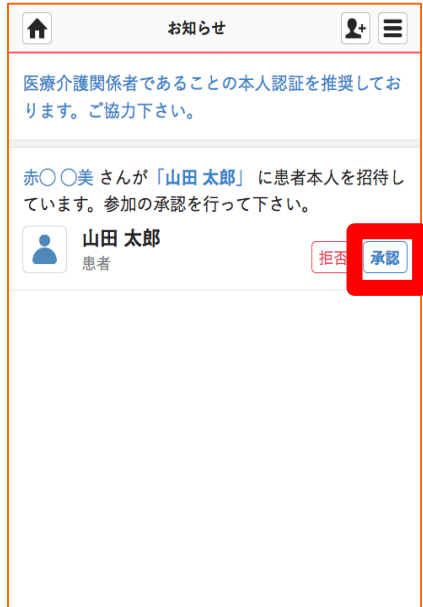 お知らせ
医療介護関係者であることの本人認証を推奨してお
ります。ご協力下さい。
赤〇 〇美 さんが「山田 太郎」 に患者本人を招待し
ています。参加の承認を行って下さい。
山田 太郎
患者
拒否 承認